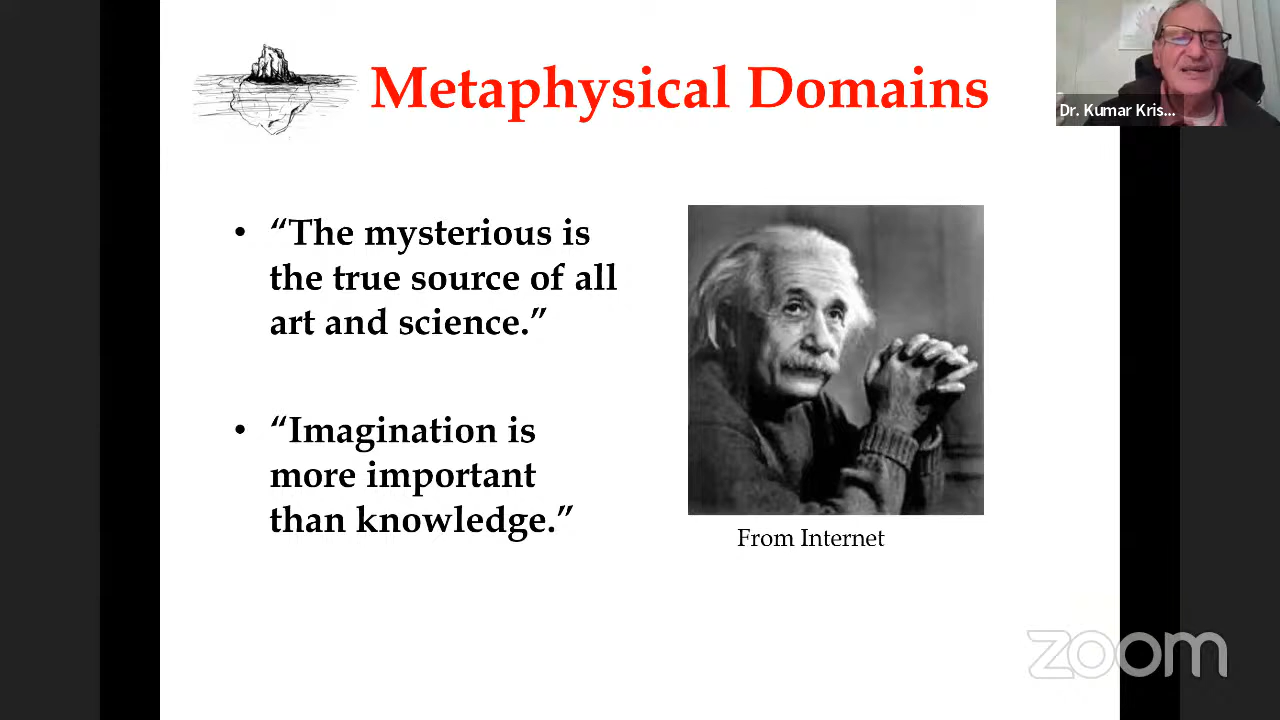 Metaphysical Domains
Dr. Kumar Kris...
• “The mysterious is
the true source of all
art and science.”
• “Imagination is
more important
than knowledge.”
From Internet
zoom